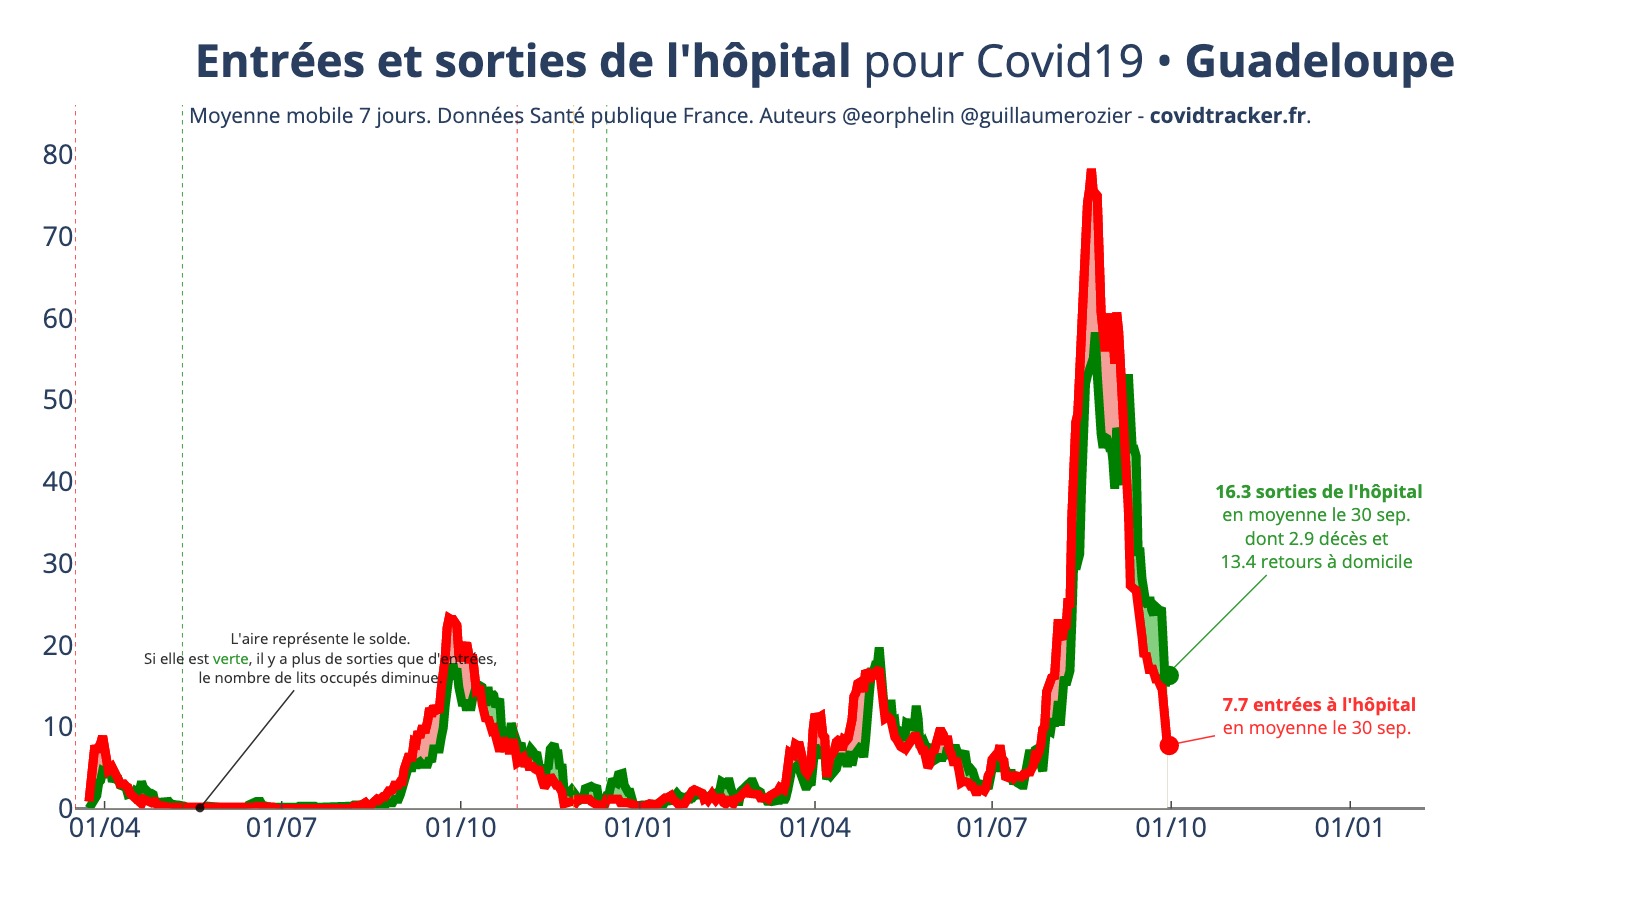 Entrées et sorties de l'hôpital pour Covid19 • Guadeloupe
Moyenne mobile 7 jours. Données Santé publique France. Auteurs @eorphelin @guillaumerozier - covidtracker.fr.
80
70
60
50
40
30
20
10
0
L'aire représente le solde.
Si elle est verte, il y a plus de sorties que d'entrées,
le nombre de lits occupés diminue.
16.3 sorties de l'hôpital
en moyenne le 30 sep.
dont 2.9 décès et
13.4 retours à domicile
7.7 entrées à l'hôpital
en moyenne le 30 sep.
01/04 01/07 01/10 01/01 01/04 01/07 01/10 01/01